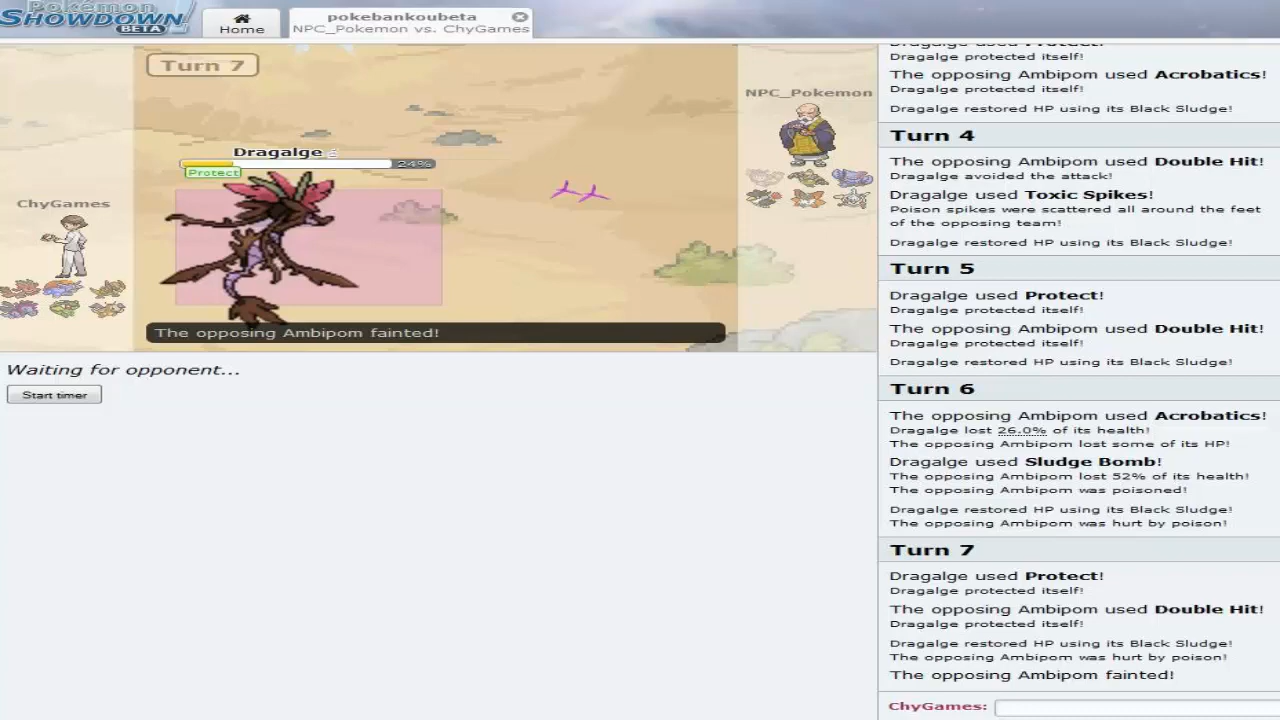 Pokémon
SHOWDOWN
BETA
Home
pokebankoubeta
NPC_Pokemon vs. ChyGames
Turn 7
NPC_Pokemon
Dragalge
24%
Protect
ChyGames
The opposing Ambipom fainted!
Waiting for opponent...
Start timer
Dragalge used Protect!
Dragalge protected itself!
The opposing Ambipom used Acrobatics!
Dragalge protected itself!
Dragalge restored HP using its Black Sludge!
Turn 4
The opposing Ambipom used Double Hit!
Dragalge avoided the attack!
Dragalge used Toxic Spikes!
Poison spikes were scattered all around the feet
of the opposing team!
Dragalge restored HP using its Black Sludge!
Turn 5
Dragalge used Protect!
Dragalge protected itself!
The opposing Ambipom used Double Hit!
Dragalge protected itself!
Dragalge restored HP using its Black Sludge!
Turn 6
The opposing Ambipom used Acrobatics!
Dragalge lost 26.0% of its health!
The opposing Ambipom lost some of its HP!
Dragalge used Sludge Bomb!
The opposing Ambipom lost 52% of its health!
The opposing Ambipom was poisoned!
Dragalge restored HP using its Black Sludge!
The opposing Ambipom was hurt by poison!
Turn 7
Dragalge used Protect!
Dragalge protected itself!
The opposing Ambipom used Double Hit!
Dragalge protected itself!
Dragalge restored HP using its Black Sludge!
The opposing Ambipom was hurt by poison!
The opposing Ambipom fainted!
ChyGames: